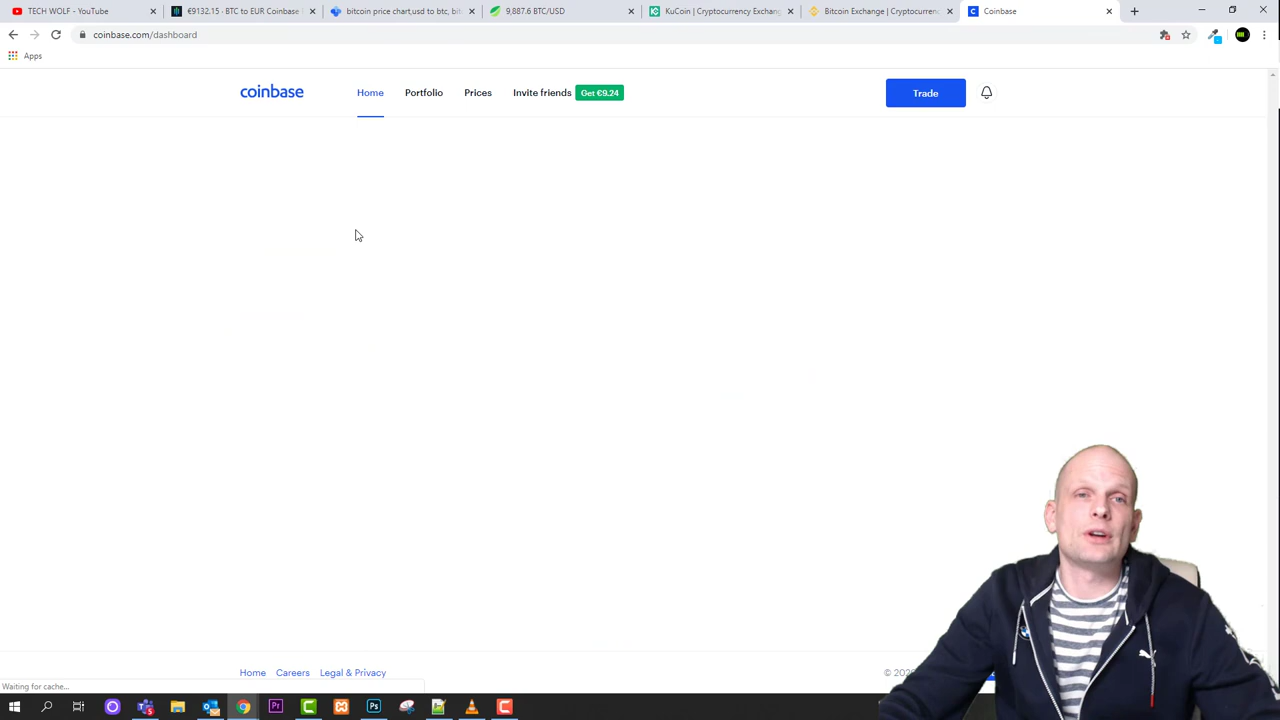 TECH WOLF - YouTube
€9132.15 - BTC to EUR Coinbase
bitcoin price chart,usd to btc, bi
9,887.6 BTC/USD
KuCoin | Cryptocurrency Exchang
Bitcoin Exchange | Cryptocurrenc
Coinbase
coinbase.com/dashboard
Apps
coinbase
Home
Portfolio
Prices
Invite friends
Get €9.24
Trade
Home
Careers
Legal & Privacy
Waiting for cache...